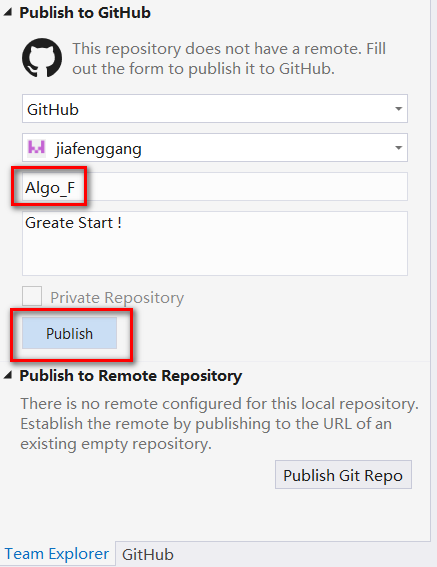 Publish to GitHub
This repository does not have a remote. Fill
out the form to publish it to GitHub.
GitHub
jiafenggang
Algo_F
Greate Start !
Private Repository
Publish
Publish to Remote Repository
There is no remote configured for this local repository.
Establish the remote by publishing to the URL of an
existing empty repository.
Publish Git Repo
Team Explorer GitHub